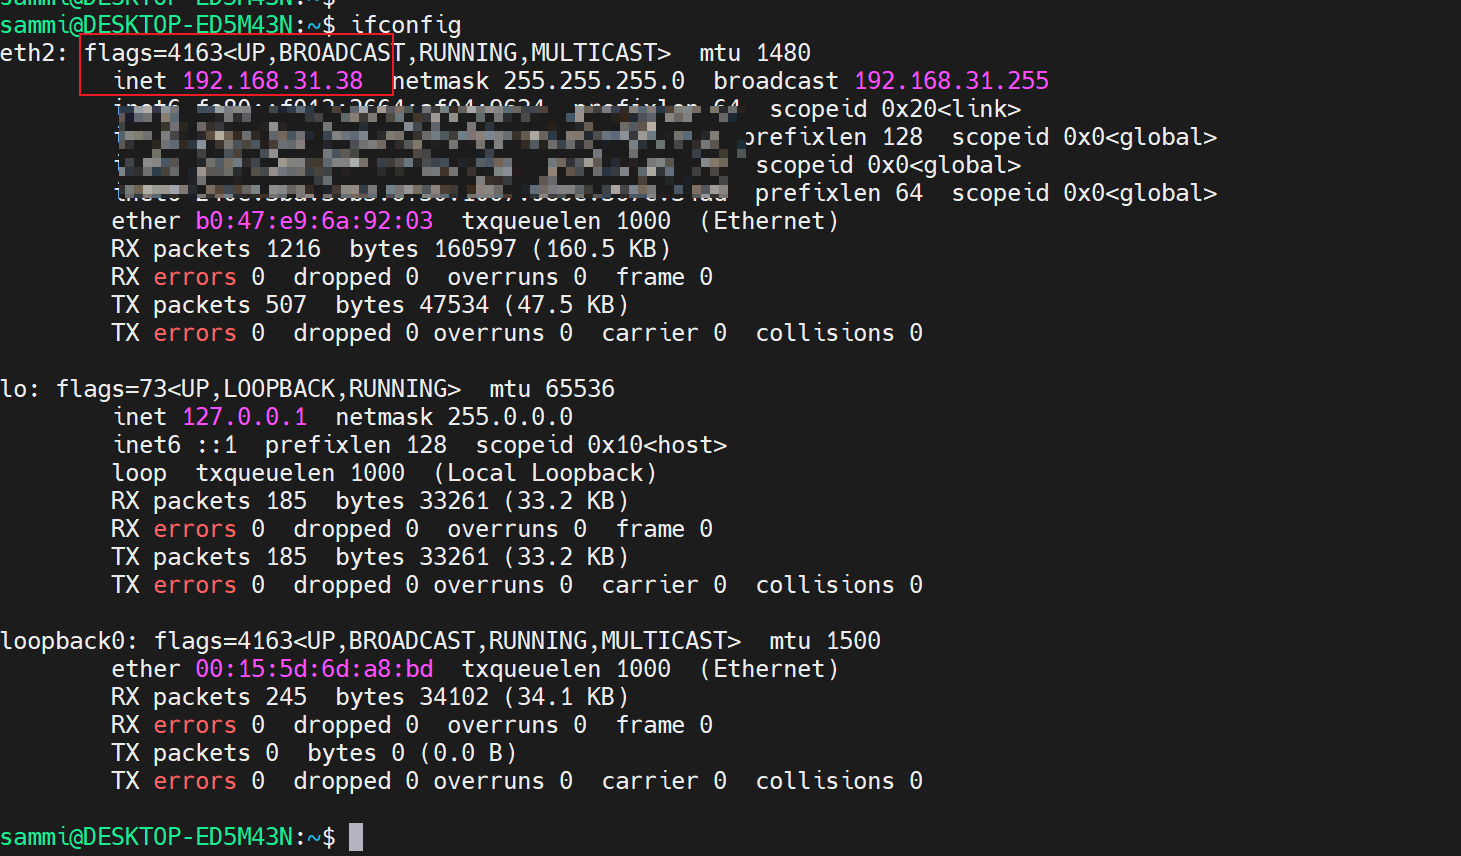 sammi@DESKTOP-ED5M43N:~$
sammi@DESKTOP-ED5M43N:~$ ifconfig
eth2: flags=4163<UP,BROADCAST,RUNNING,MULTICAST>  mtu 1480
inet 192.168.31.38  netmask 255.255.255.0  broadcast 192.168.31.255
inet6 prefixlen 64  scopeid 0x20<link>
prefixlen 128  scopeid 0x0<global>
scopeid 0x0<global>
prefixlen 64  scopeid 0x0<global>
ether b0:47:e9:6a:92:03  txqueuelen 1000  (Ethernet)
RX packets 1216  bytes 160597 (160.5 KB)
RX errors 0  dropped 0  overruns 0  frame 0
TX packets 507  bytes 47534 (47.5 KB)
TX errors 0  dropped 0 overruns 0  carrier 0  collisions 0
lo: flags=73<UP,LOOPBACK,RUNNING>  mtu 65536
inet 127.0.0.1  netmask 255.0.0.0
inet6 ::1  prefixlen 128  scopeid 0x10<host>
loop  txqueuelen 1000  (Local Loopback)
RX packets 185  bytes 33261 (33.2 KB)
RX errors 0  dropped 0  overruns 0  frame 0
TX packets 185  bytes 33261 (33.2 KB)
TX errors 0  dropped 0 overruns 0  carrier 0  collisions 0
loopback0: flags=4163<UP,BROADCAST,RUNNING,MULTICAST>  mtu 1500
ether 00:15:5d:6d:a8:bd  txqueuelen 1000  (Ethernet)
RX packets 245  bytes 34102 (34.1 KB)
RX errors 0  dropped 0  overruns 0  frame 0
TX packets 0  bytes 0 (0.0 B)
TX errors 0  dropped 0 overruns 0  carrier 0  collisions 0
sammi@DESKTOP-ED5M43N:~$